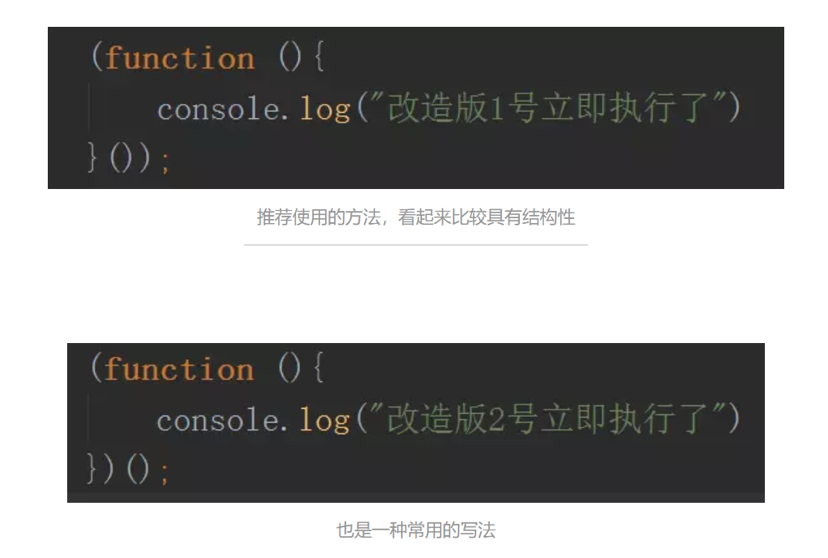 (function (){
console.log("改造版1号立即执行了")
}());
推荐使用的方法，看起来比较具有结构性
(function (){
console.log("改造版2号立即执行了")
})();
也是一种常用的写法